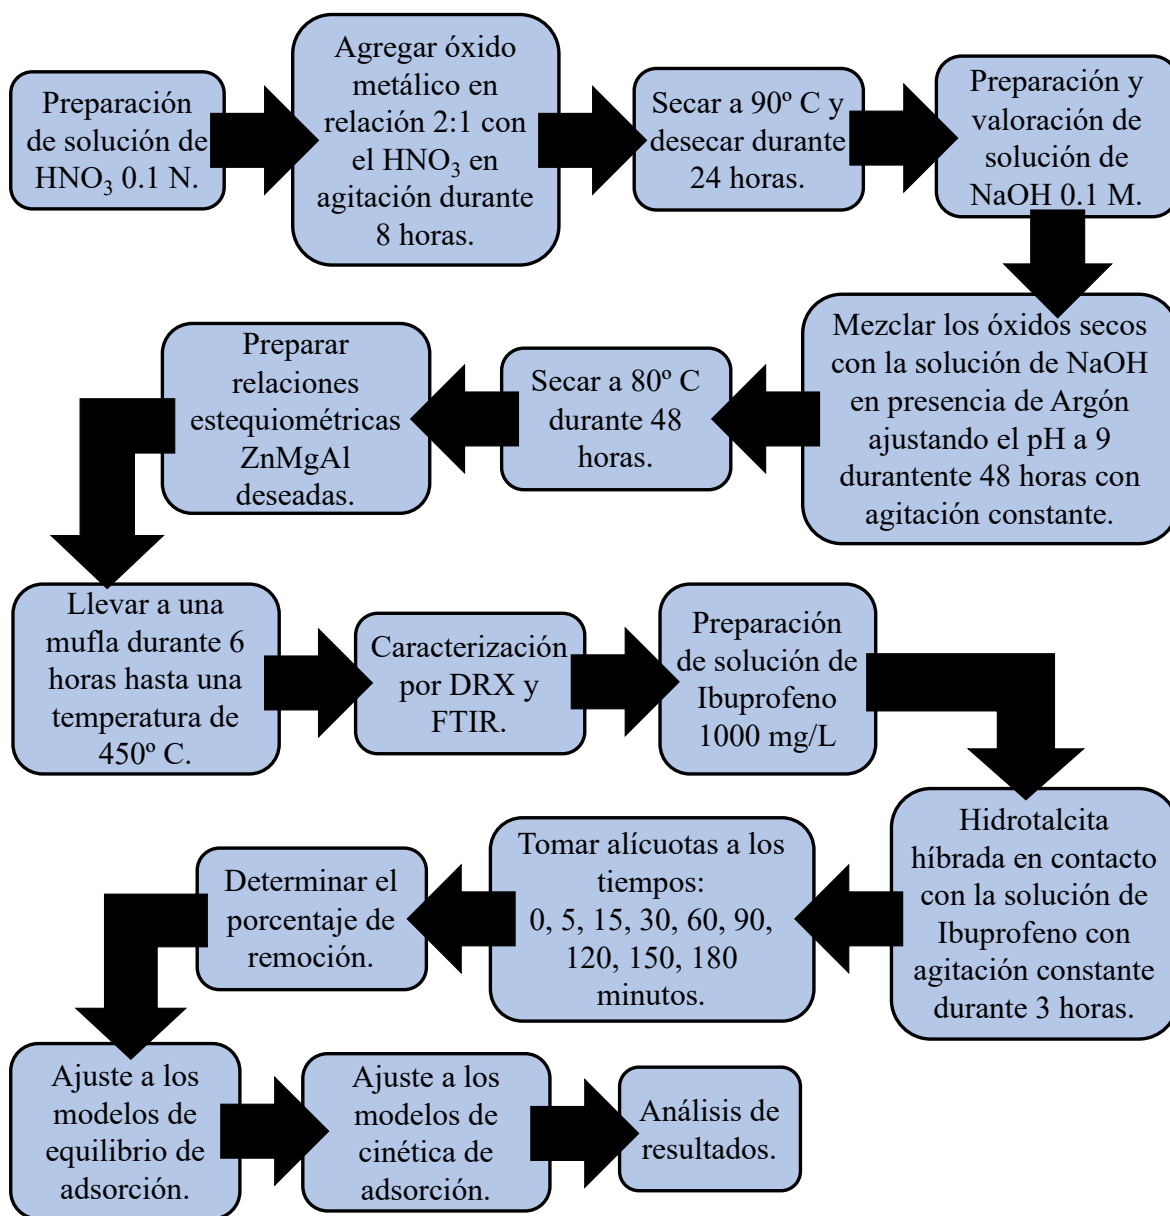 Preparación
de solución de
HNO₃ 0.1 N.
Agregar óxido
metálico en
relación 2:1 con
el HNO₃ en
agitación durante
8 horas.
Secar a 90º C y
desecar durante
24 horas.
Preparación y
valoración de
solución de
NaOH 0.1 M.
Mezclar los óxidos secos
con la solución de NaOH
en presencia de Argón
ajustando el pH a 9
durantente 48 horas con
agitación constante.
Secar a 80º C
durante 48
horas.
Preparar
relaciones
estequiométricas
ZnMgAl
deseadas.
Llevar a una
mufla durante 6
horas hasta una
temperatura de
450º C.
Caracterización
por DRX y
FTIR.
Preparación
de solución de
Ibuprofeno
1000 mg/L
Hidrotalcita
híbrada en contacto
con la solución de
Ibuprofeno con
agitación constante
durante 3 horas.
Tomar alícuotas a los
tiempos:
0, 5, 15, 30, 60, 90,
120, 150, 180
minutos.
Determinar el
porcentaje de
remoción.
Ajuste a los
modelos de
equilibrio de
adsorción.
Ajuste a los
modelos de
cinética de
adsorción.
Análisis de
resultados.